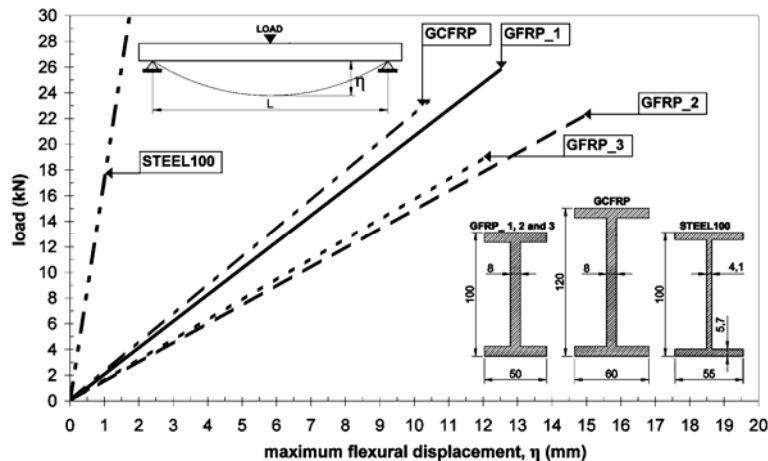 load (kN)
30
28
26
24
22
20
18
16
14
12
10
8
6
4
2
0
LOAD
η
L
GCFRP
GFRP_1
GFRP_2
GFRP_3
STEEL100
GFRP_ 1, 2 and 3
8
100
50
GCFRP
8
120
60
STEEL100
4,1
100
5,7
55
0 1 2 3 4 5 6 7 8 9 10 11 12 13 14 15 16 17 18 19 20
maximum flexural displacement, η (mm)